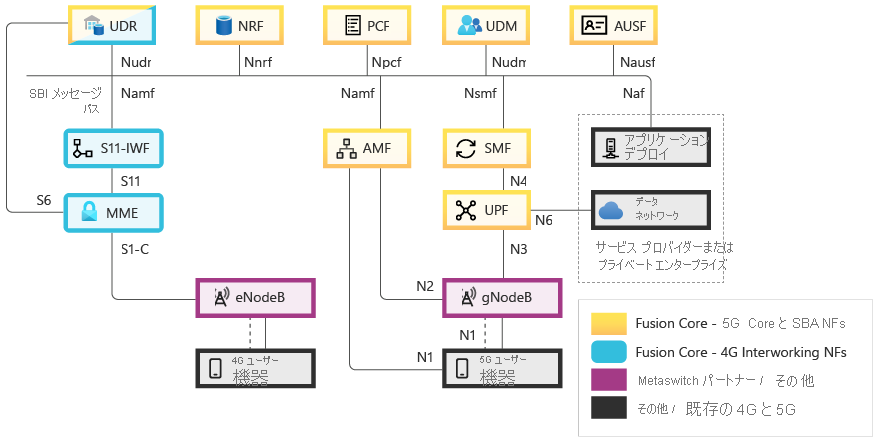 UDR
NRF
PCF
UDM
AUSF
Nudr
Nnrf
Npcf
Nudm
Nausf
SBI メッセージ
パス
Namf
Namf
Nsmf
Naf
S11-IWF
AMF
SMF
アプリケーション
デプロイ
S11
N4
S6
MME
UPF
N6
データ
ネットワーク
S1-C
N3
サービス プロバイダーまたは
プライベート エンタープライズ
eNodeB
N2
gNodeB
N1
N1
4G ユーザー
機器
5G ユーザー
機器
Fusion Core - 5G Core と SBA NFs
Fusion Core - 4G Interworking NFs
Metaswitch パートナー / その他
その他 / 既存の 4G と 5G